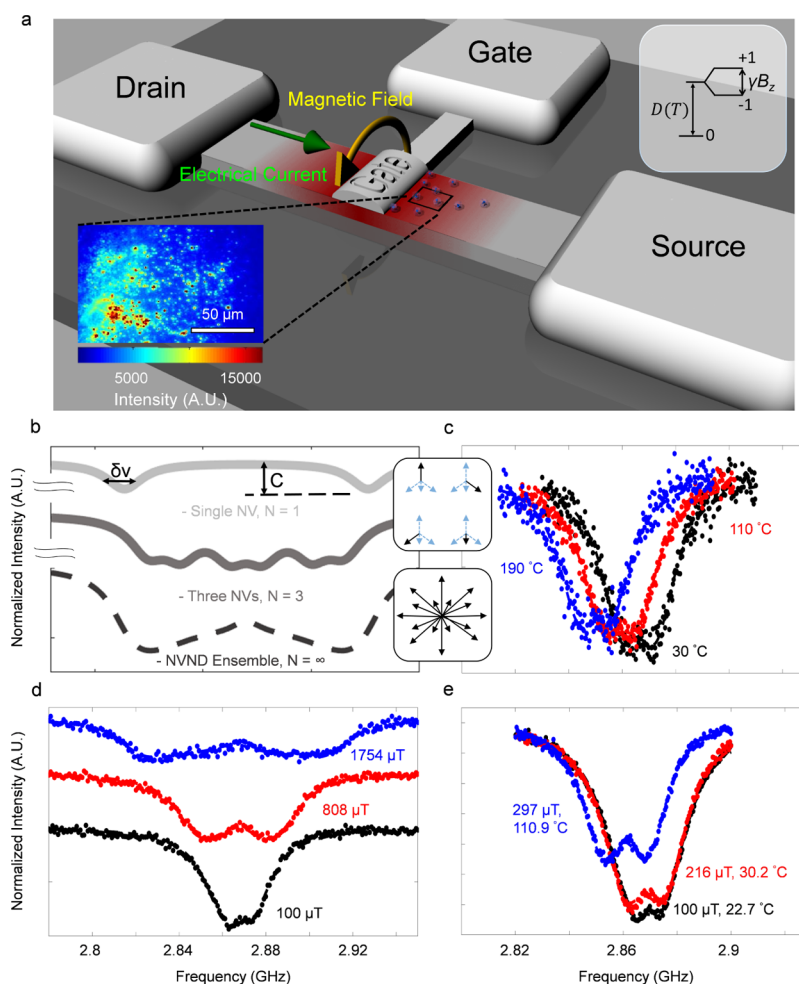 a
Drain
Gate
Source
Magnetic Field
Electrical Current
Gate
D(T)
+1
γB_z
-1
0
50 μm
5000
15000
Intensity (A.U.)
b
δν
C
- Single NV, N = 1
- Three NVs, N = 3
- NVND Ensemble, N = ∞
Normalized Intensity (A.U.)
c
190 °C
110 °C
30 °C
d
1754 μT
808 μT
100 μT
Normalized Intensity (A.U.)
2.8
2.84
2.88
2.92
Frequency (GHz)
e
297 μT,
110.9 °C
216 μT, 30.2 °C
100 μT, 22.7 °C
2.82
2.86
2.9
Frequency (GHz)